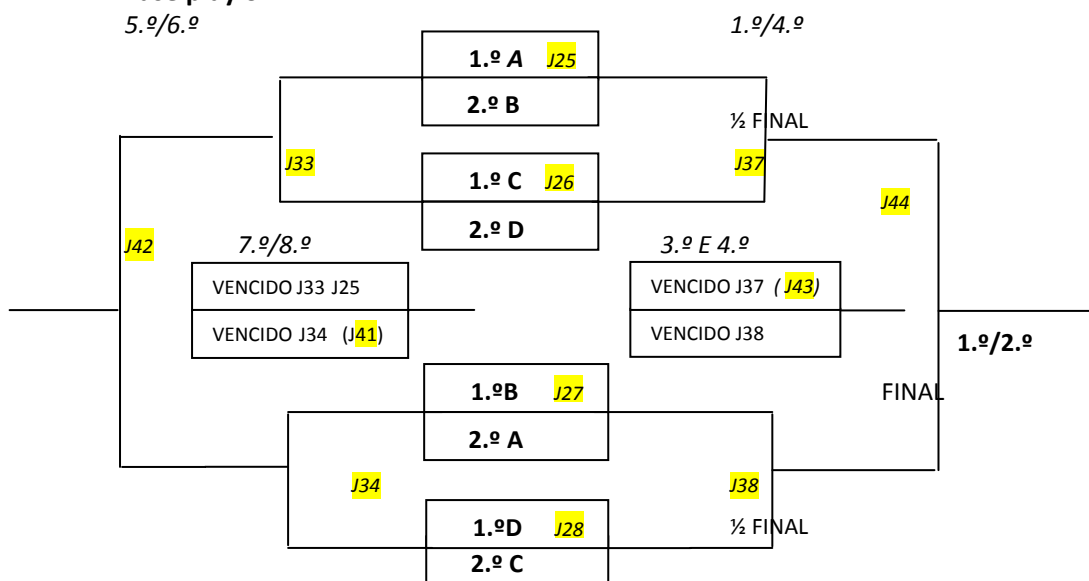 5.º/6.º
1.º/4.º
1.º A J25
2.º B
½ FINAL
J33
1.º C J26
J37
J44
2.º D
J42
7.º/8.º
3.º E 4.º
VENCIDO J33 J25
VENCIDO J37 ( J43)
VENCIDO J34 (J41)
VENCIDO J38
1.º/2.º
1.ºB J27
FINAL
2.º A
J34
J38
1.ºD J28
½ FINAL
2.º C